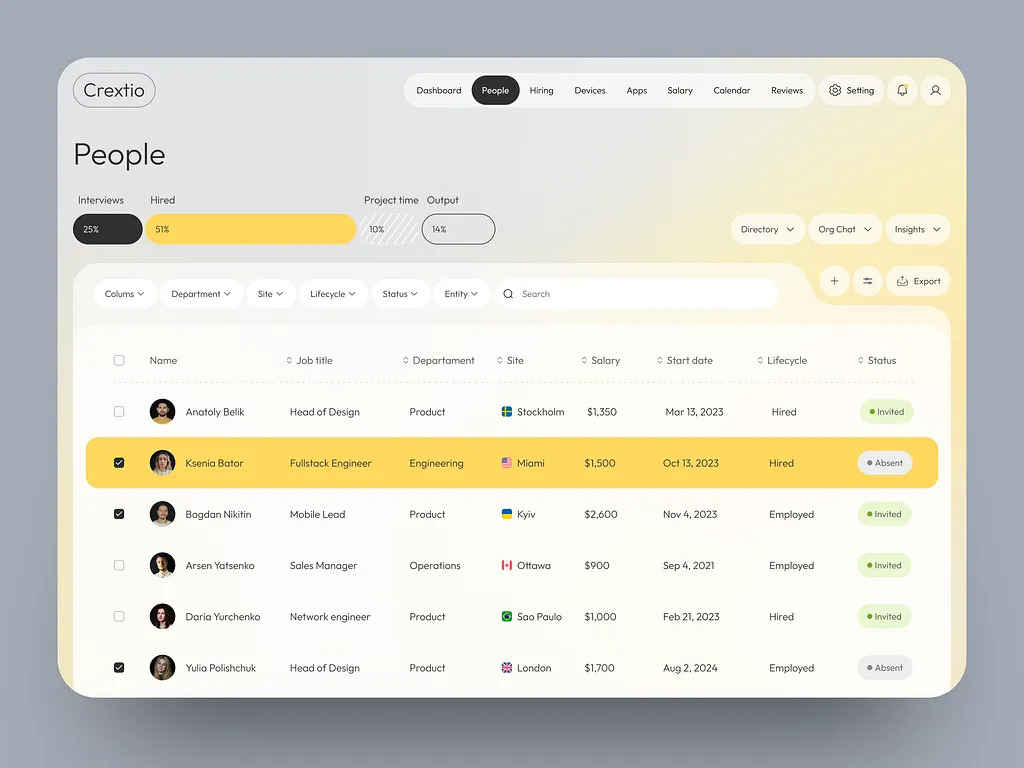 Crextio
Dashboard People Hiring Devices Apps Salary Calendar Reviews Setting
People
Interviews Hired Project time Output
25% 51% 10% 14% Directory Org Chat Insights
Colums Department Site Lifecycle Status Entity Search Export
Name Job title Departament Site Salary Start date Lifecycle Status
Anatoly Belik Head of Design Product Stockholm $1,350 Mar 13, 2023 Hired Invited
Ksenia Bator Fullstack Engineer Engineering Miami $1,500 Oct 13, 2023 Hired Absent
Bogdan Nikitin Mobile Lead Product Kyiv $2,600 Nov 4, 2023 Employed Invited
Arsen Yatsenko Sales Manager Operations Ottawa $900 Sep 4, 2021 Employed Invited
Daria Yurchenko Network engineer Product Sao Paulo $1,000 Feb 21, 2023 Hired Invited
Yulia Polishchuk Head of Design Product London $1,700 Aug 2, 2024 Employed Absent